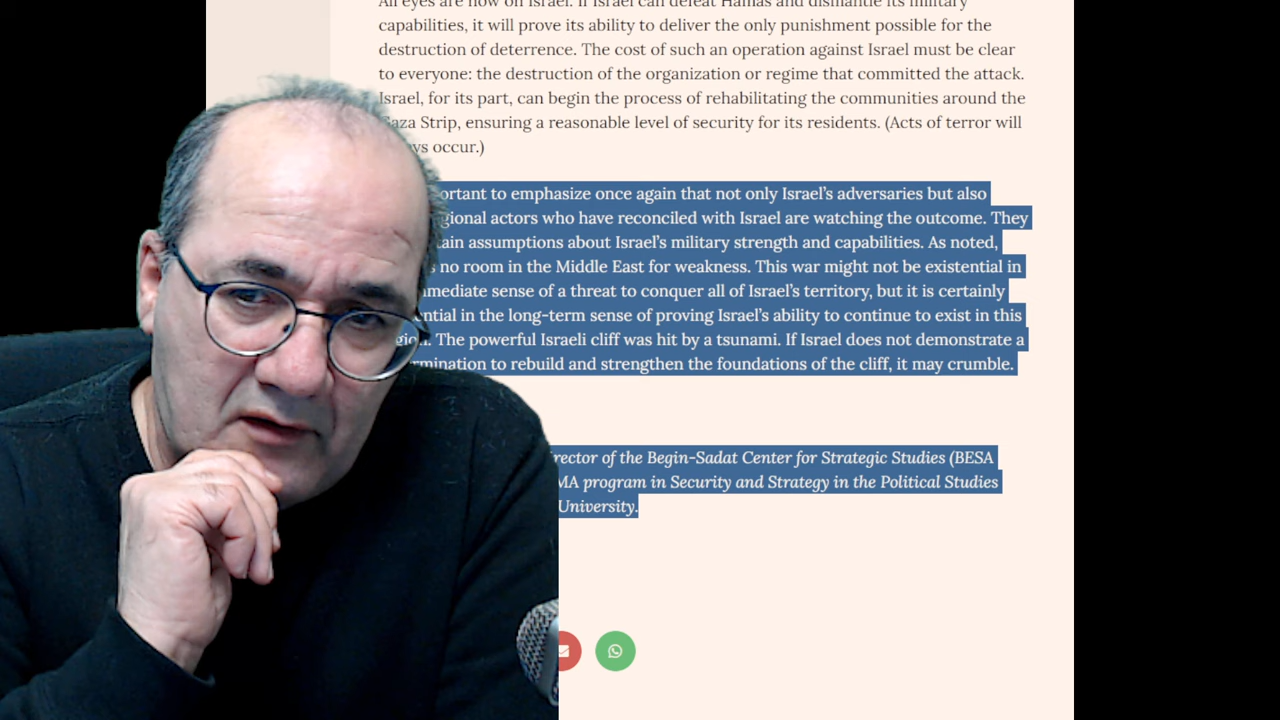 All eyes are now on Israel. If Israel can defeat Hamas and dismantle its military
capabilities, it will prove its ability to deliver the only punishment possible for the
destruction of deterrence. The cost of such an operation against Israel must be clear
to everyone: the destruction of the organization or regime that committed the attack.
Israel, for its part, can begin the process of rehabilitating the communities around the
Gaza Strip, ensuring a reasonable level of security for its residents. (Acts of terror will
occur.)
to emphasize once again that not only Israel's adversaries but also
actors who have reconciled with Israel are watching the outcome. They
assumptions about Israel's military strength and capabilities. As noted,
no room in the Middle East for weakness. This war might not be existential in
sense of a threat to conquer all of Israel's territory, but it is certainly
in the long-term sense of proving Israel's ability to continue to exist in this
The powerful Israeli cliff was hit by a tsunami. If Israel does not demonstrate a
to rebuild and strengthen the foundations of the cliff, it may crumble.
of the Begin-Sadat Center for Strategic Studies (BESA
MA program in Security and Strategy in the Political Studies
University.